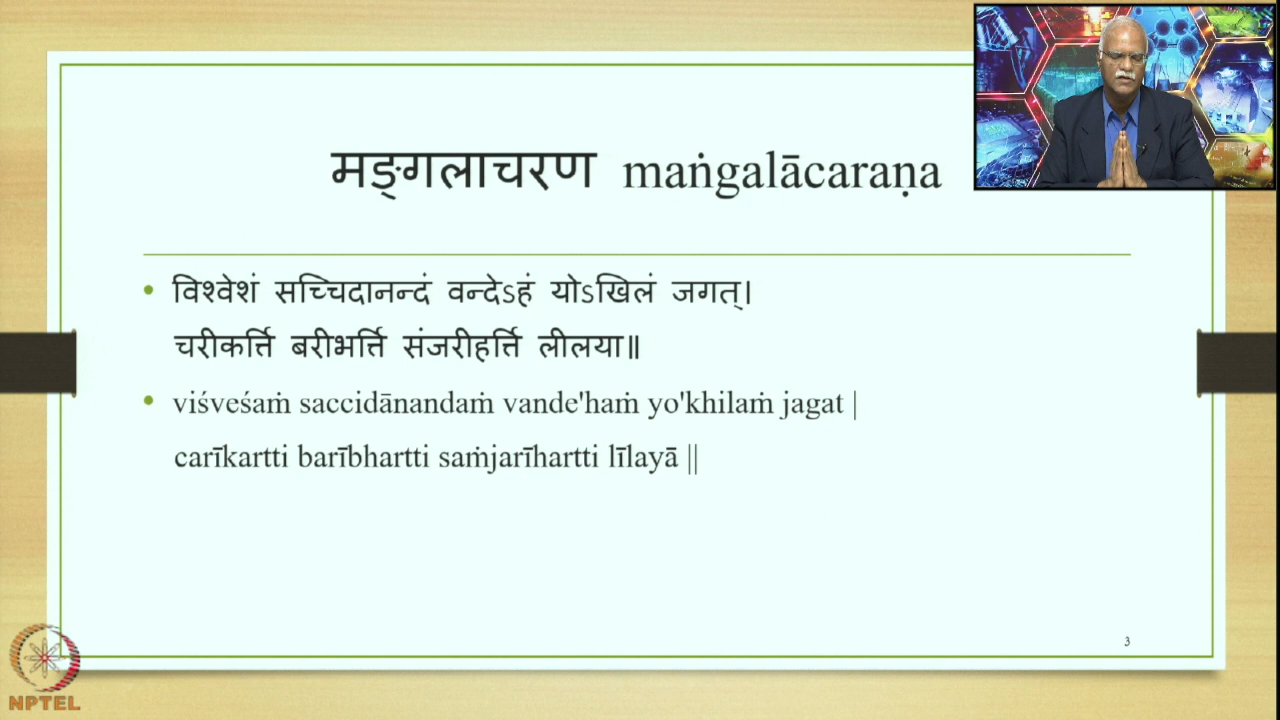 मङ्गलाचरण maṅgalācaraṇa
• विश्वेशं सच्चिदानन्दं वन्देऽहं योऽखिलं जगत्।
चरीकर्त्ति बरीभर्त्ति संजरीहर्त्ति लीलया॥
• viśveśaṁ saccidānandaṁ vande'haṁ yo'khilaṁ jagat |
carīkartti barībhartti saṁjarīhartti līlayā ||
3
NPTEL